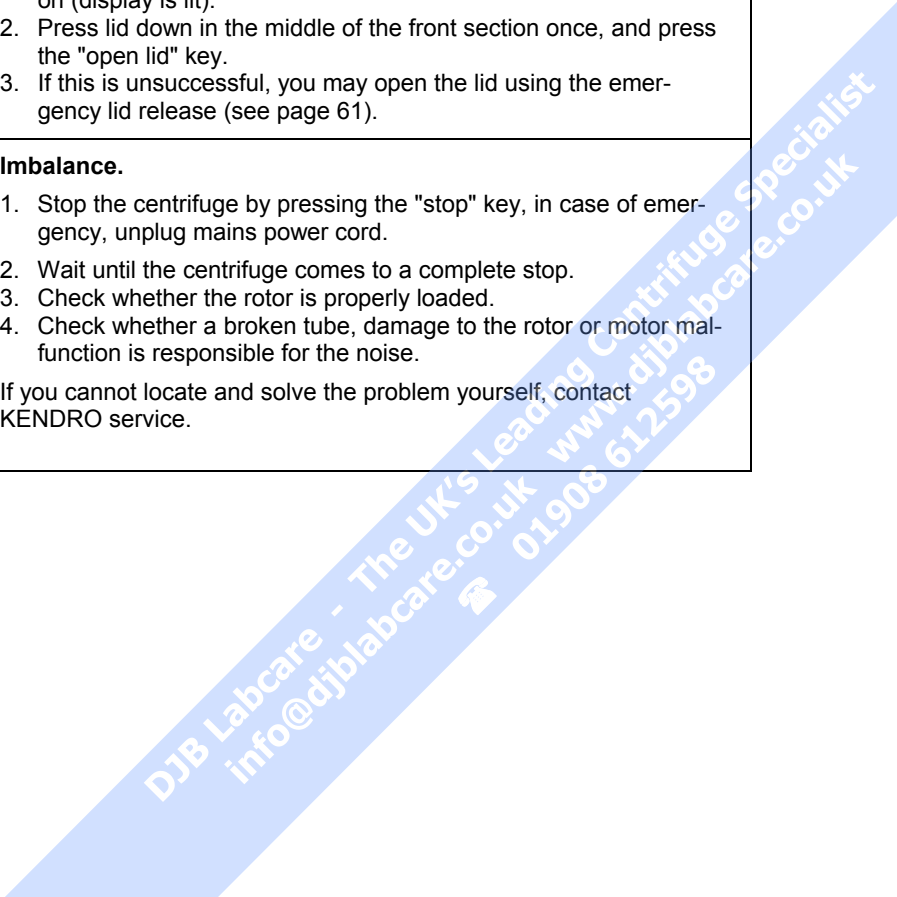 on (display is lit).
2. Press lid down in the middle of the front section once, and press
the "open lid" key.
3. If this is unsuccessful, you may open the lid using the emer-
gency lid release (see page 61).
Imbalance.
1. Stop the centrifuge by pressing the "stop" key, in case of emer-
gency, unplug mains power cord.
2. Wait until the centrifuge comes to a complete stop.
3. Check whether the rotor is properly loaded.
4. Check whether a broken tube, damage to the rotor or motor mal-
function is responsible for the noise.
If you cannot locate and solve the problem yourself, contact
KENDRO service.
DJB Labcare - The UK's Leading Centrifuge Specialist
info@djblabcare.co.uk www.djblabcare.co.uk
☎ 01908 612598